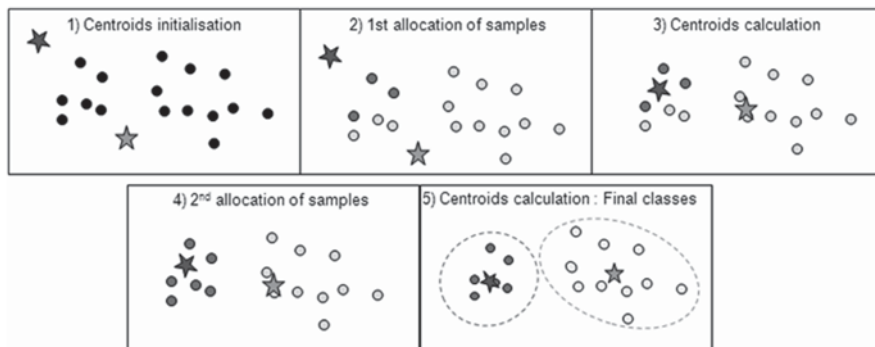 1) Centroids initialisation
2) 1st allocation of samples
3) Centroids calculation
4) 2nd allocation of samples
5) Centroids calculation : Final classes